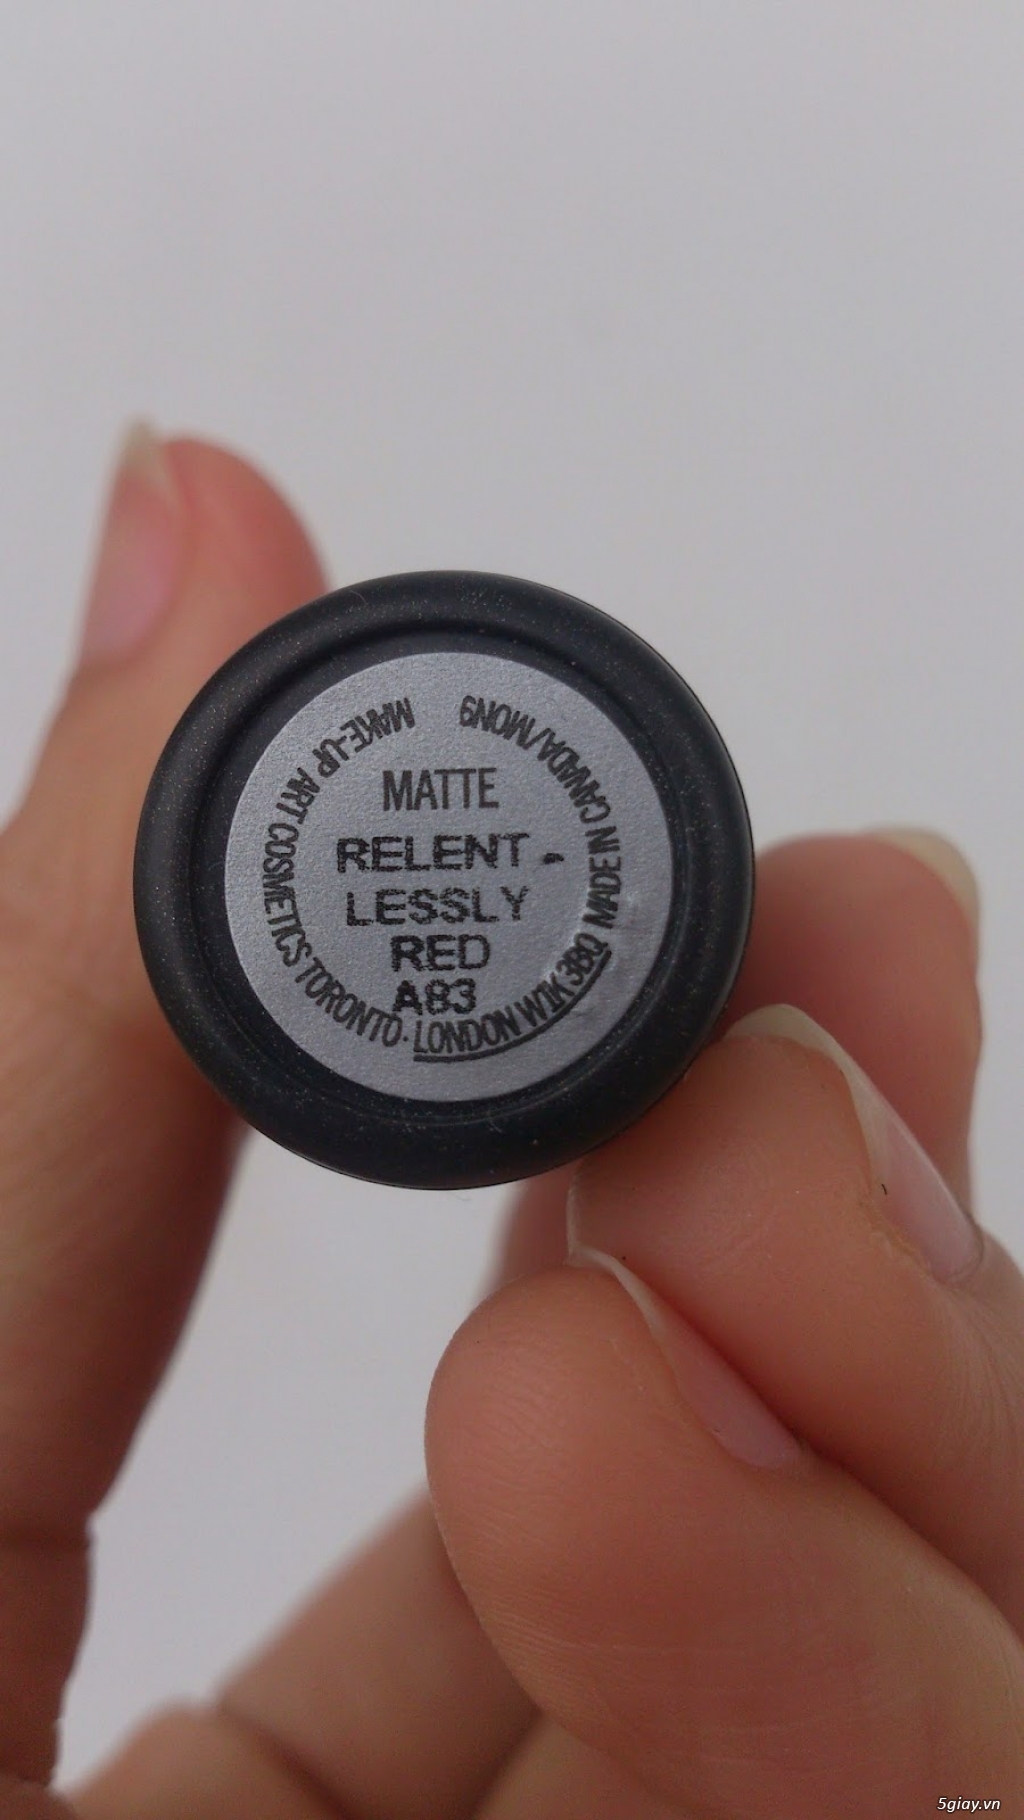 MATTE
RELENT-
LESSLY
RED
A83
MAKE-UP ART COSMETICS TORONTO · LONDON W1K 3BQ MADE IN CANADA/MON9
5giay.vn